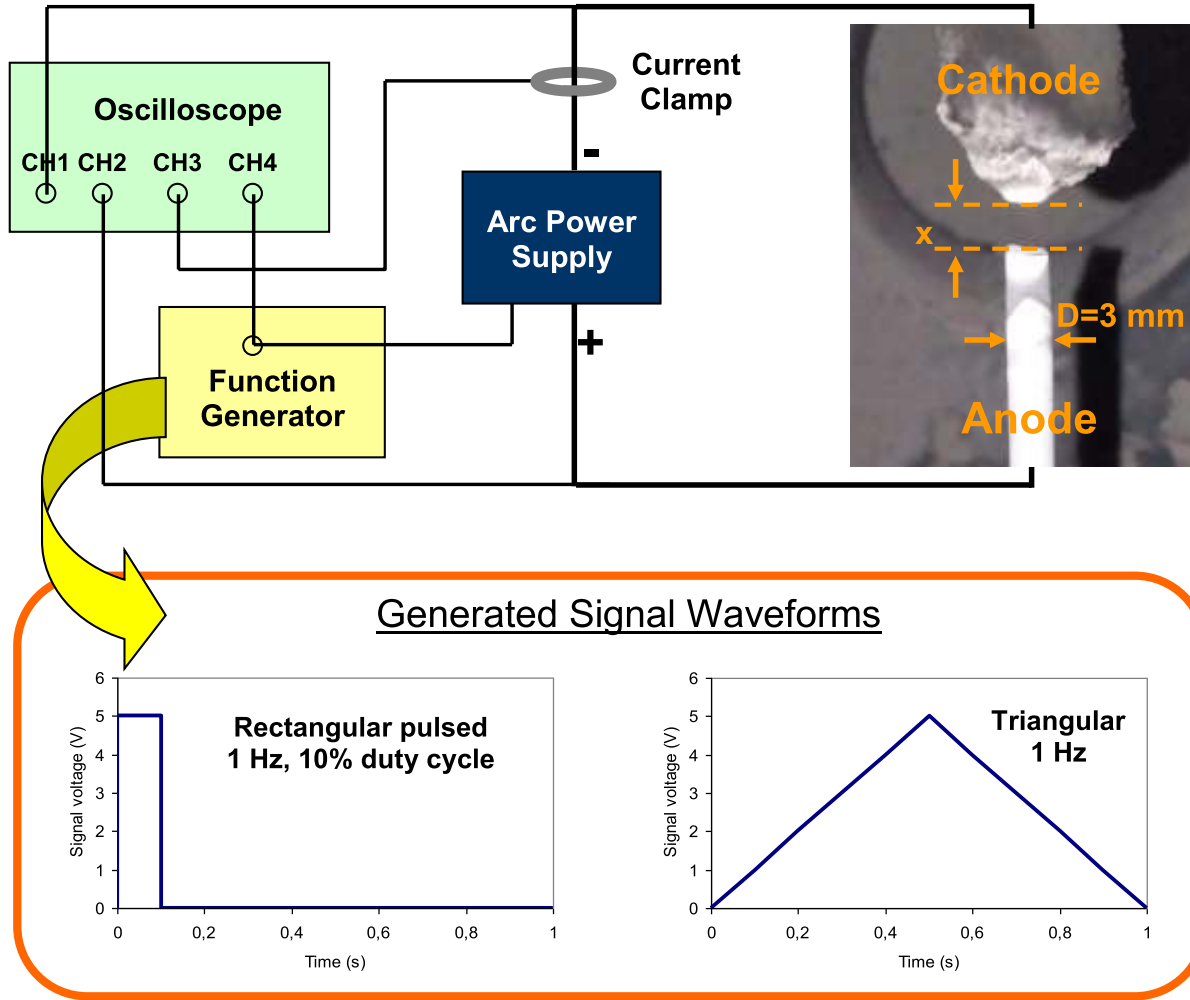 Current
Clamp
Oscilloscope
CH1 CH2 CH3 CH4
-
Arc Power
Supply
+
Function
Generator
Cathode
x
D=3 mm
Anode
Generated Signal Waveforms
Rectangular pulsed
1 Hz, 10% duty cycle
Signal voltage (V)
6
5
4
3
2
1
0
0 0,2 0,4 0,6 0,8 1
Time (s)
Triangular
1 Hz
Signal voltage (V)
6
5
4
3
2
1
0
0 0,2 0,4 0,6 0,8 1
Time (s)